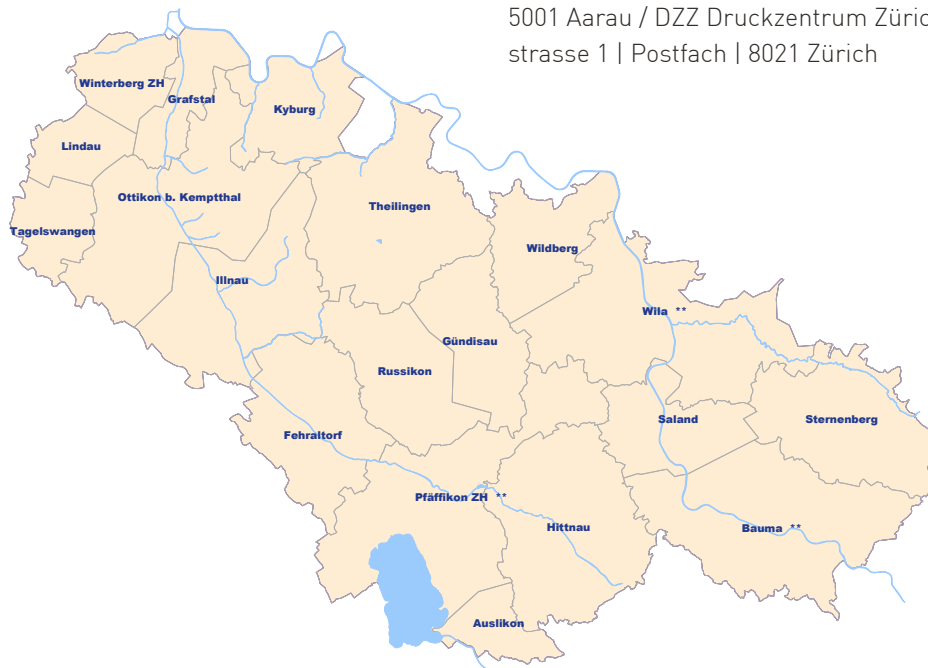 5001 Aarau / DZZ Druckzentrum Züric
strasse 1 | Postfach | 8021 Zürich
Winterberg ZH
Grafstal
Kyburg
Lindau
Ottikon b. Kemptthal
Theilingen
Tagelswangen
Wildberg
Illnau
Wila **
Gündisau
Russikon
Saland
Sternenberg
Fehraltorf
Pfäffikon ZH **
Hittnau
Bauma **
Auslikon